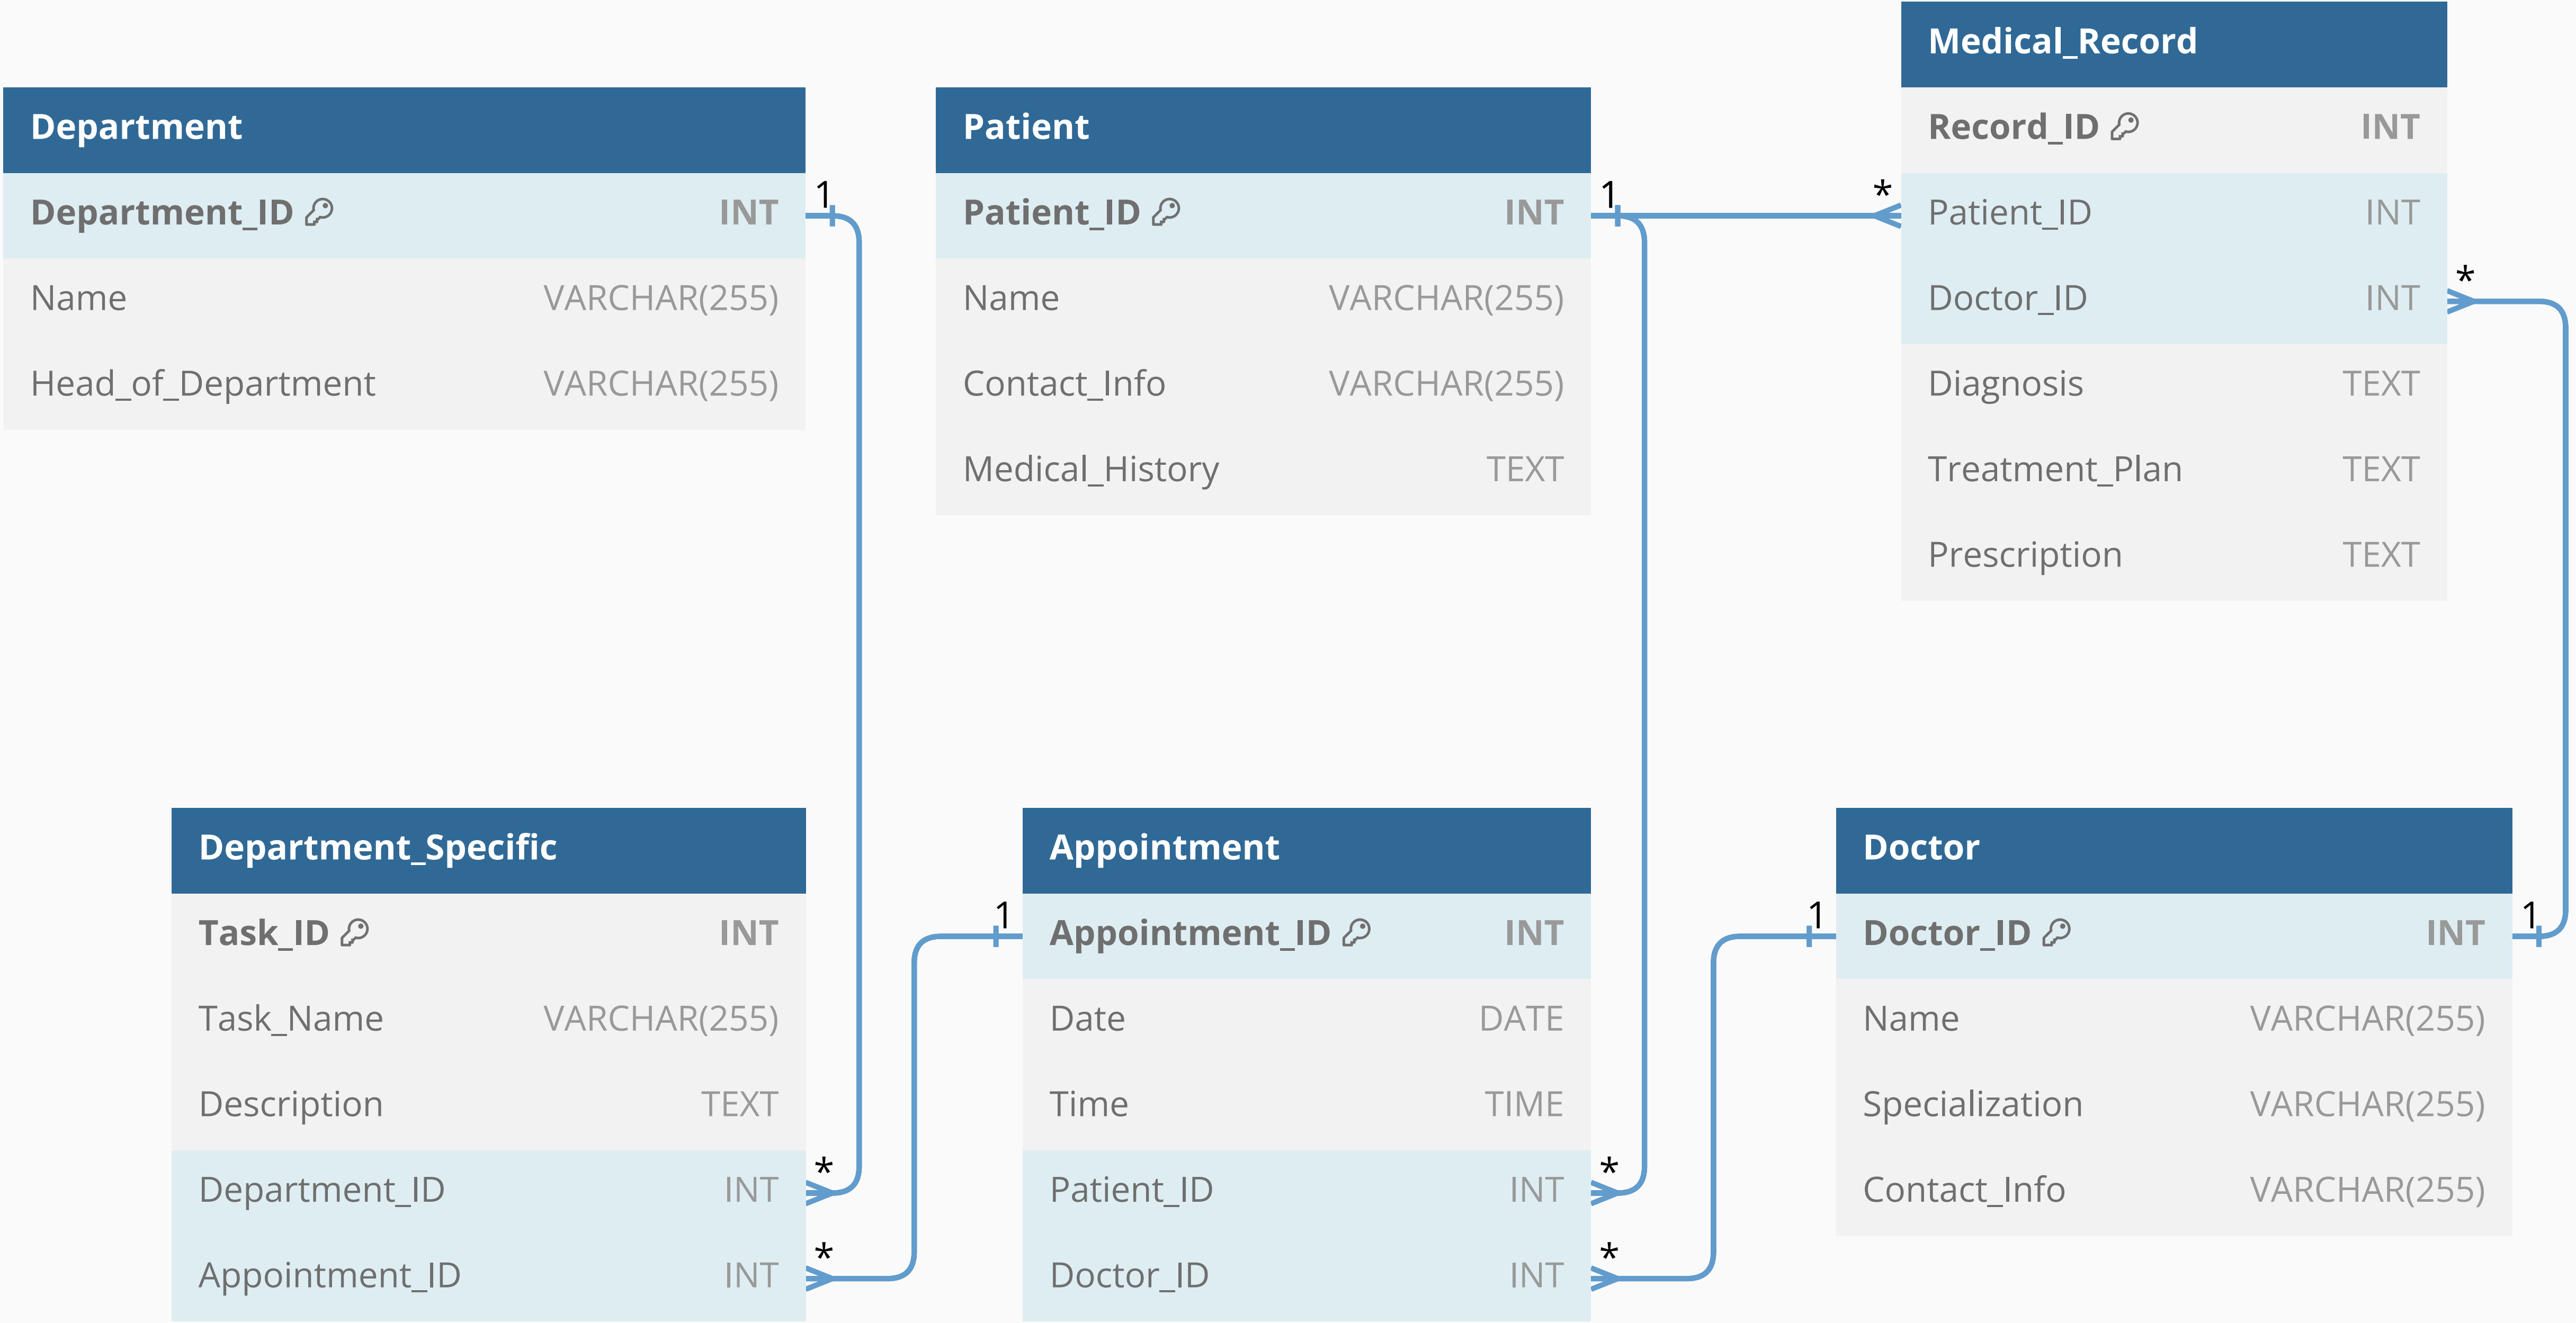 Department
Department_ID INT
Name VARCHAR(255)
Head_of_Department VARCHAR(255)
1
Patient
Patient_ID INT
Name VARCHAR(255)
Contact_Info VARCHAR(255)
Medical_History TEXT
1
*
Medical_Record
Record_ID INT
Patient_ID INT
Doctor_ID INT
Diagnosis TEXT
Treatment_Plan TEXT
Prescription TEXT
*
Department_Specific
Task_ID INT
Task_Name VARCHAR(255)
Description TEXT
Department_ID INT
Appointment_ID INT
*
*
1
Appointment
Appointment_ID INT
Date DATE
Time TIME
Patient_ID INT
Doctor_ID INT
*
*
1
Doctor
Doctor_ID INT
Name VARCHAR(255)
Specialization VARCHAR(255)
Contact_Info VARCHAR(255)
1